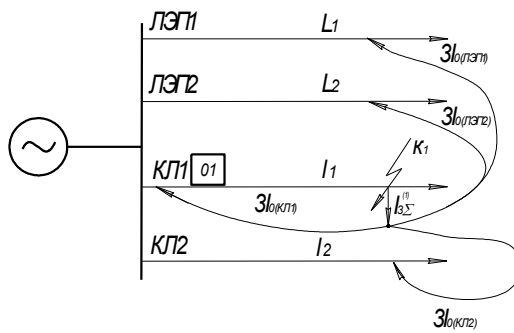 ЛЭП1 L₁
3I₀(ЛЭП1)
ЛЭП2 L₂
3I₀(ЛЭП2)
К₁
КЛ1 01 l₁
3I₀(КЛ1)
I₃Σ⁽¹⁾
КЛ2 l₂
3I₀(КЛ2)